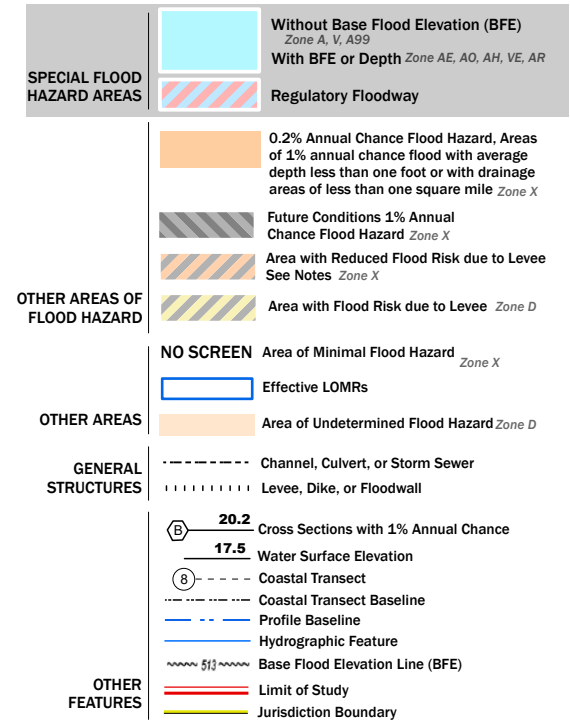 SPECIAL FLOOD
HAZARD AREAS
Without Base Flood Elevation (BFE)
Zone A, V, A99
With BFE or Depth Zone AE, AO, AH, VE, AR
Regulatory Floodway
OTHER AREAS OF
FLOOD HAZARD
0.2% Annual Chance Flood Hazard, Areas
of 1% annual chance flood with average
depth less than one foot or with drainage
areas of less than one square mile Zone X
Future Conditions 1% Annual
Chance Flood Hazard Zone X
Area with Reduced Flood Risk due to Levee
See Notes Zone X
Area with Flood Risk due to Levee Zone D
OTHER AREAS
NO SCREEN Area of Minimal Flood Hazard Zone X
Effective LOMRs
Area of Undetermined Flood Hazard Zone D
GENERAL
STRUCTURES
Channel, Culvert, or Storm Sewer
Levee, Dike, or Floodwall
OTHER
FEATURES
B 20.2 Cross Sections with 1% Annual Chance
17.5 Water Surface Elevation
8 Coastal Transect
Coastal Transect Baseline
Profile Baseline
Hydrographic Feature
513 Base Flood Elevation Line (BFE)
Limit of Study
Jurisdiction Boundary